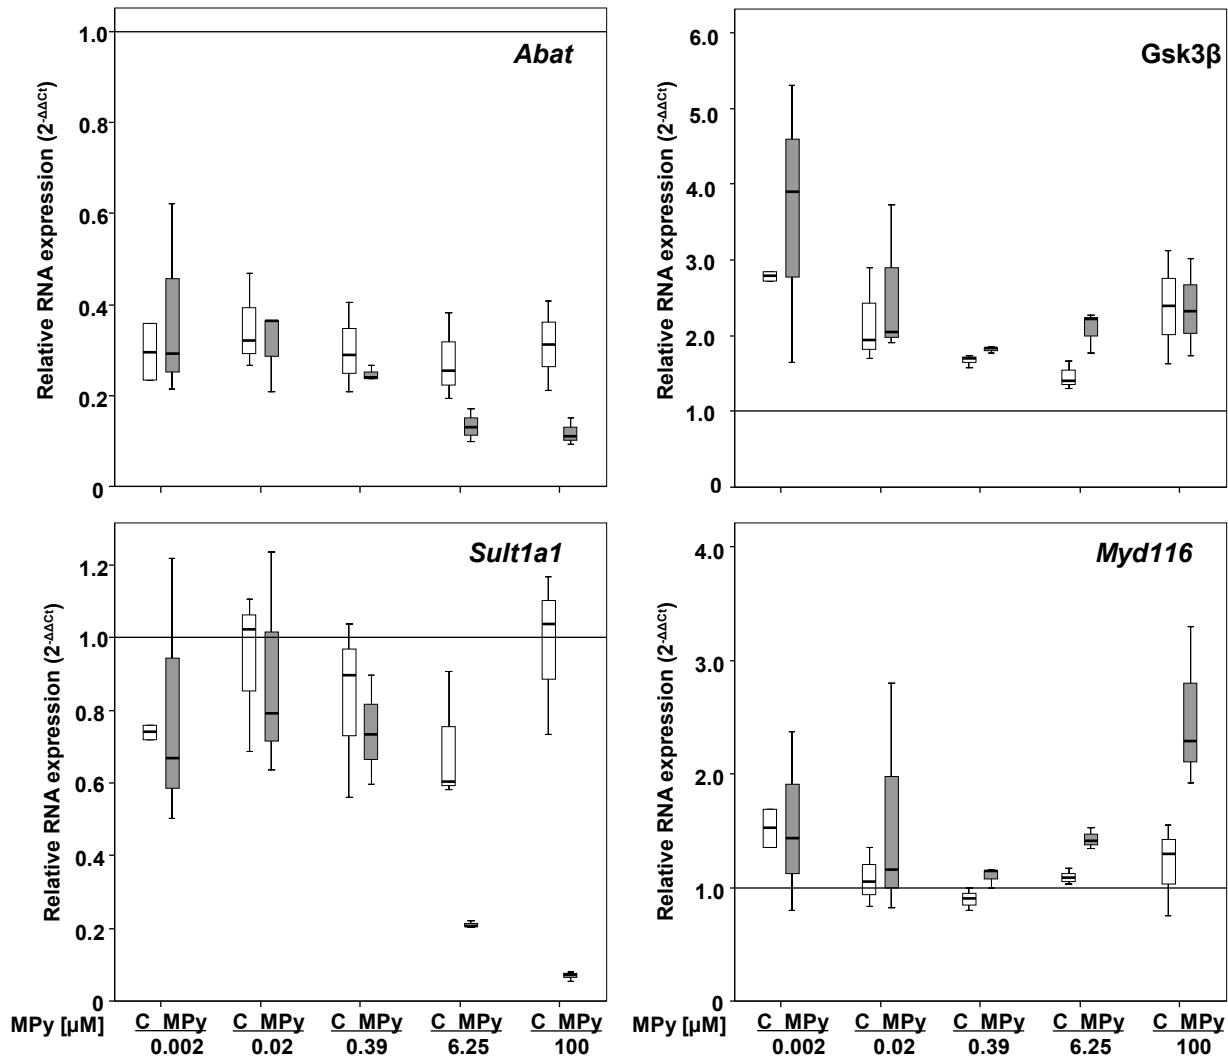 Abat
Relative RNA expression (2-ΔΔCt)
1.0
0.8
0.6
0.4
0.2
0
Gsk3β
Relative RNA expression (2-ΔΔCt)
6.0
5.0
4.0
3.0
2.0
1.0
0
Sult1a1
Relative RNA expression (2-ΔΔCt)
1.2
1.0
0.8
0.6
0.4
0.2
0
Myd116
Relative RNA expression (2-ΔΔCt)
4.0
3.0
2.0
1.0
0
MPy [µM] C MPy C MPy C MPy C MPy C MPy
0.002 0.02 0.39 6.25 100
MPy [µM] C MPy C MPy C MPy C MPy C MPy
0.002 0.02 0.39 6.25 100